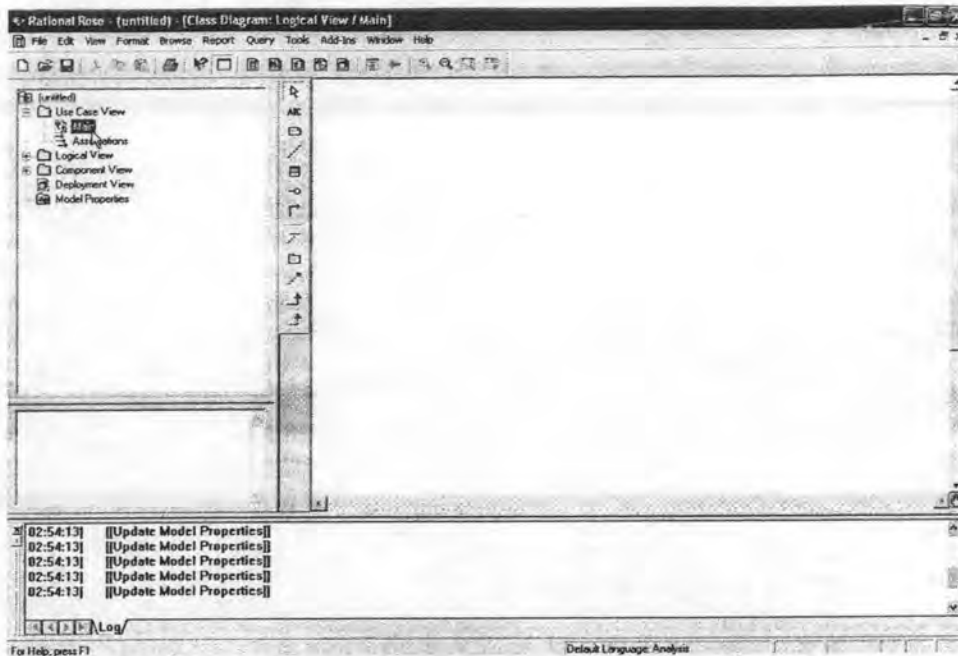 Rational Rose - (untitled) - [Class Diagram: Logical View / Main]
File Edit View Format Browse Report Query Tools Add-Ins Window Help
(untitled)
Use Case View
Main
Associations
Logical View
Component View
Deployment View
Model Properties
ABC
02:54:13| [[Update Model Properties]]
02:54:13| [[Update Model Properties]]
02:54:13| [[Update Model Properties]]
02:54:13| [[Update Model Properties]]
02:54:13| [[Update Model Properties]]
Log
For Help, press F1
Default Language: Analysis